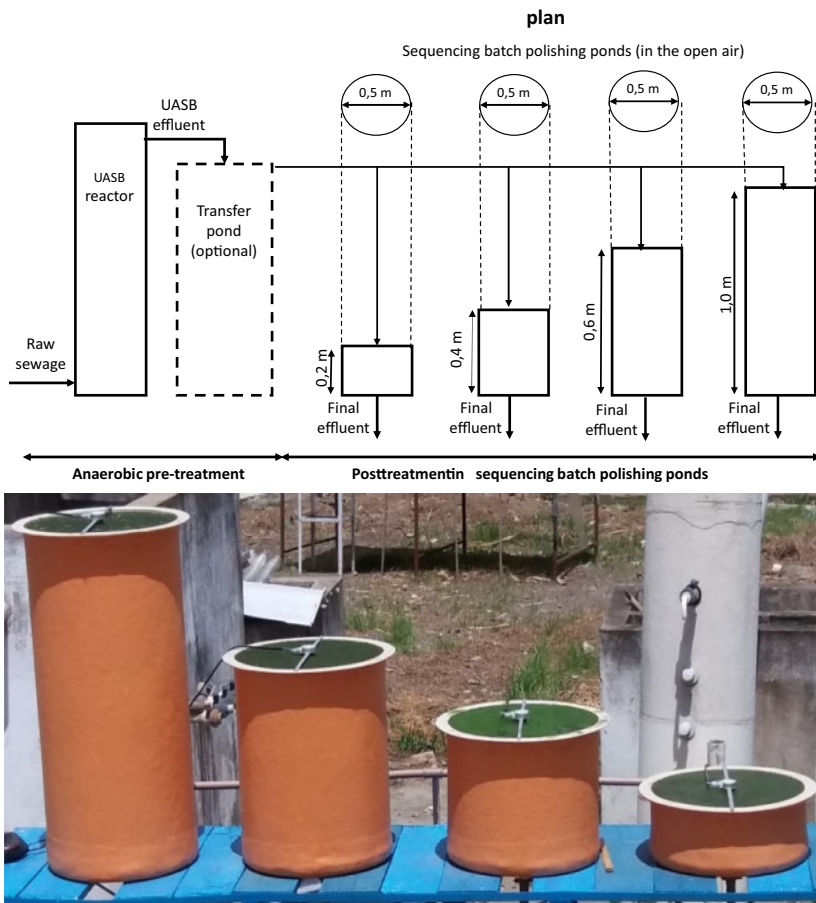 plan
Sequencing batch polishing ponds (in the open air)
0,5 m
0,5 m
0,5 m
0,5 m
UASB
effluent
UASB
reactor
Transfer
pond
(optional)
Raw
sewage
0,2 m
0,4 m
0,6 m
1,0 m
Final
effluent
Final
effluent
Final
effluent
Final
effluent
Anaerobic pre-treatment
Posttreatmentin sequencing batch polishing ponds